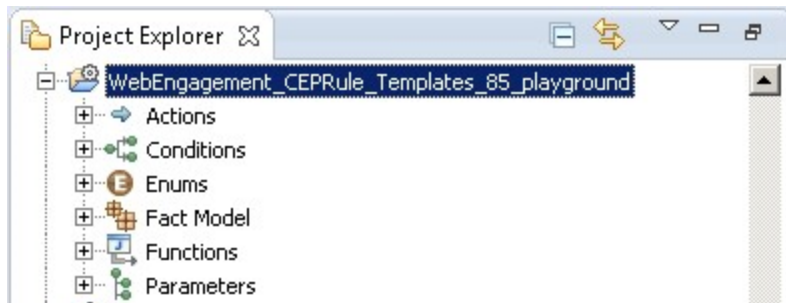 Project Explorer
WebEngagement_CEPRule_Templates_85_playground
Actions
Conditions
Enums
Fact Model
Functions
Parameters